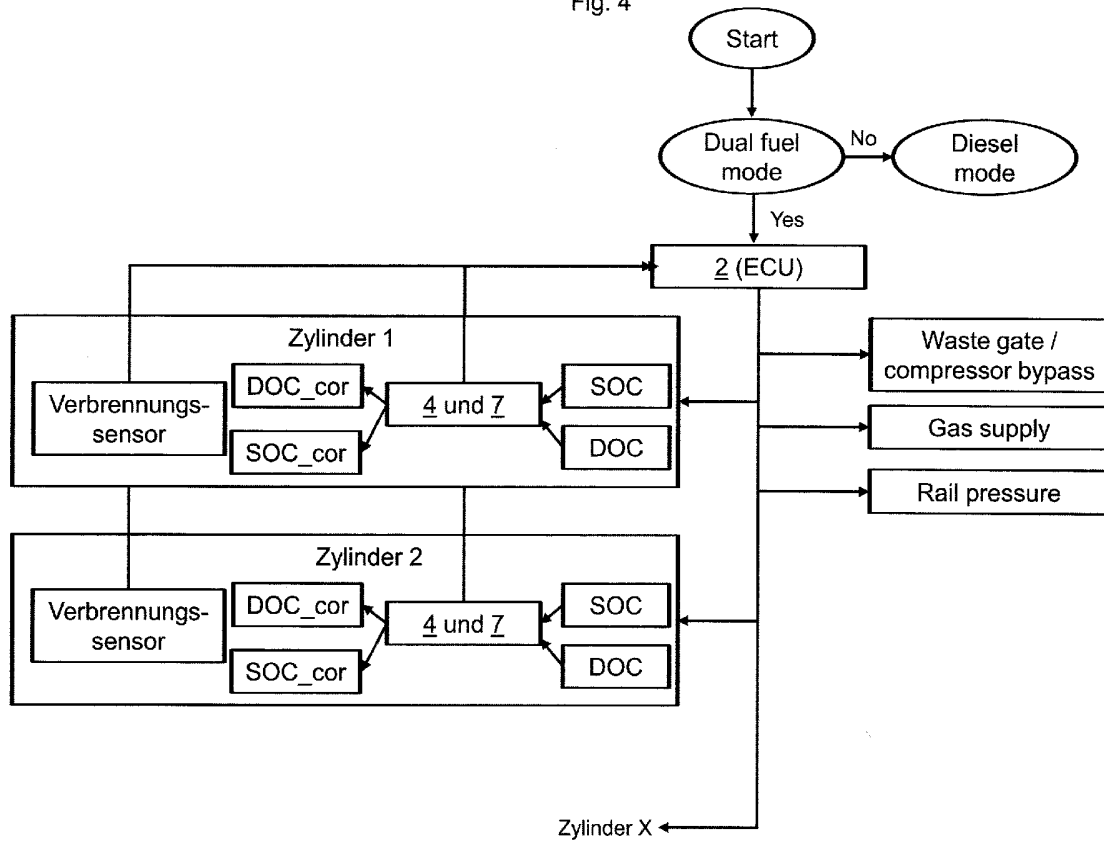 Fig. 4
Start
Dual fuel
mode
No
Diesel
mode
Yes
2 (ECU)
Zylinder 1
Verbrennungs-
sensor
DOC_cor
SOC_cor
4 und 7
SOC
DOC
Waste gate /
compressor bypass
Gas supply
Rail pressure
Zylinder 2
Verbrennungs-
sensor
DOC_cor
SOC_cor
4 und 7
SOC
DOC
Zylinder X